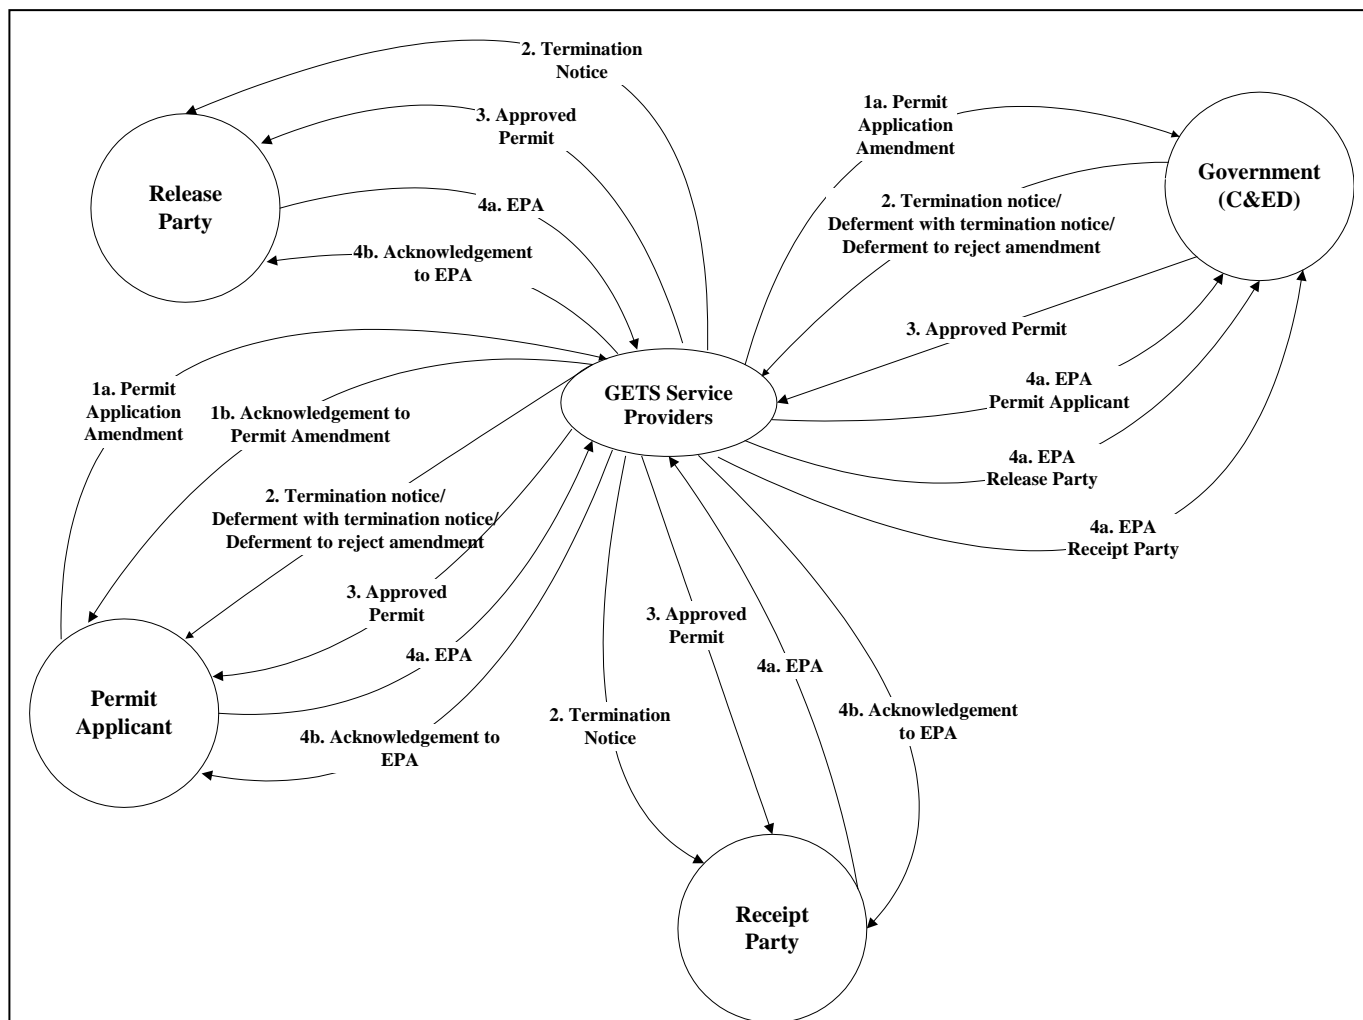 2. Termination
Notice
3. Approved
Permit
Release
Party
4a. EPA
4b. Acknowledgement
to EPA
1a. Permit
Application
Amendment
Government
(C&ED)
2. Termination notice/
Deferment with termination notice/
Deferment to reject amendment
3. Approved Permit
4a. EPA
Permit Applicant
4a. EPA
Release Party
4a. EPA
Receipt Party
GETS Service
Providers
1a. Permit
Application
Amendment
1b. Acknowledgement to
Permit Amendment
2. Termination notice/
Deferment with termination notice/
Deferment to reject amendment
3. Approved
Permit
4a. EPA
4b. Acknowledgement to
EPA
Permit
Applicant
2. Termination
Notice
3. Approved
Permit
4a. EPA
4b. Acknowledgement
to EPA
Receipt
Party